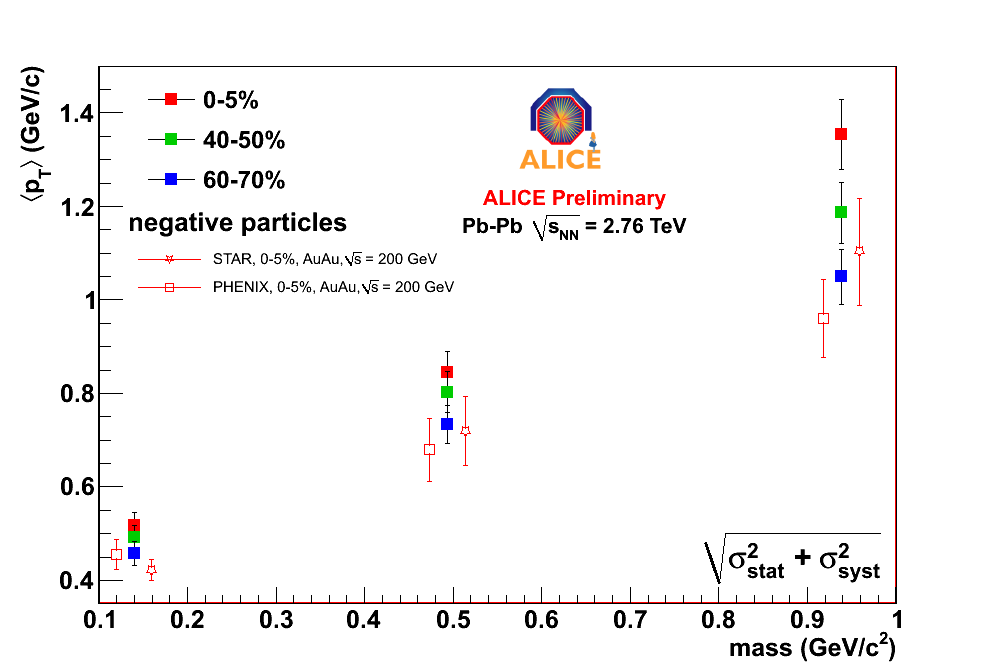 ⟨p_T⟩ (GeV/c)
1.4
1.2
1
0.8
0.6
0.4
0-5%
40-50%
60-70%
negative particles
STAR, 0-5%, AuAu,√s = 200 GeV
PHENIX, 0-5%, AuAu,√s = 200 GeV
ALICE
ALICE Preliminary
Pb-Pb √s_NN = 2.76 TeV
√σ²_stat + σ²_syst
0.1 0.2 0.3 0.4 0.5 0.6 0.7 0.8 0.9 1
mass (GeV/c²)